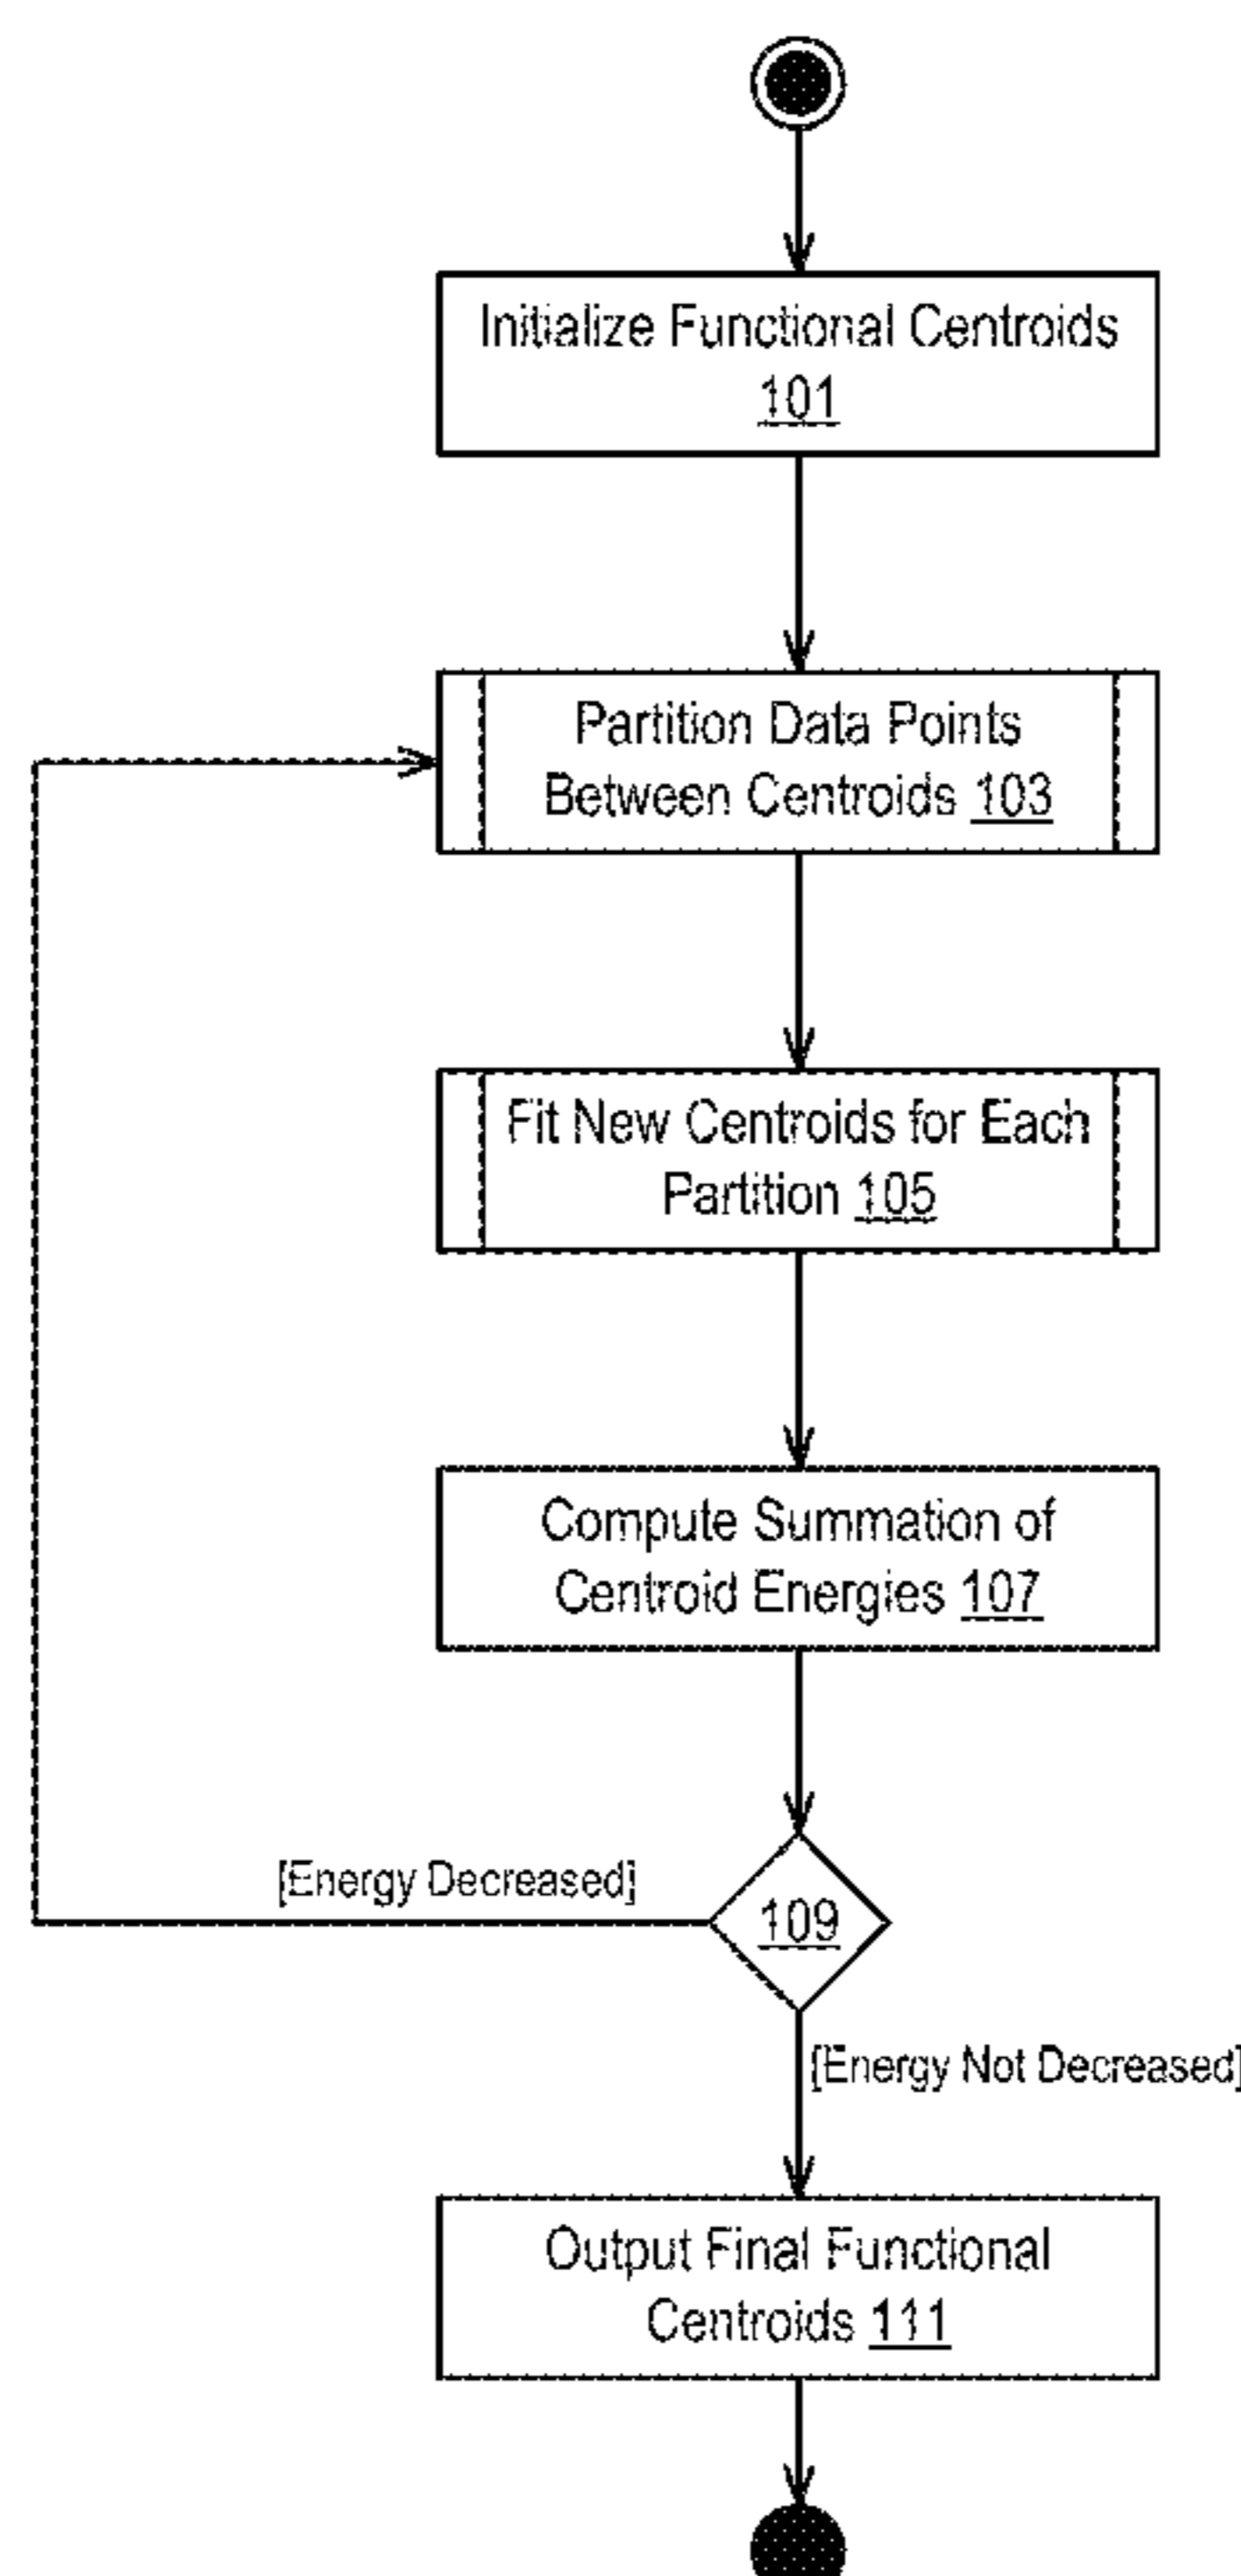 Initialize Functional Centroids
101
Partition Data Points
Between Centroids 103
Fit New Centroids for Each
Partition 105
Compute Summation of
Centroid Energies 107
[Energy Decreased]
109
[Energy Not Decreased]
Output Final Functional
Centroids 111